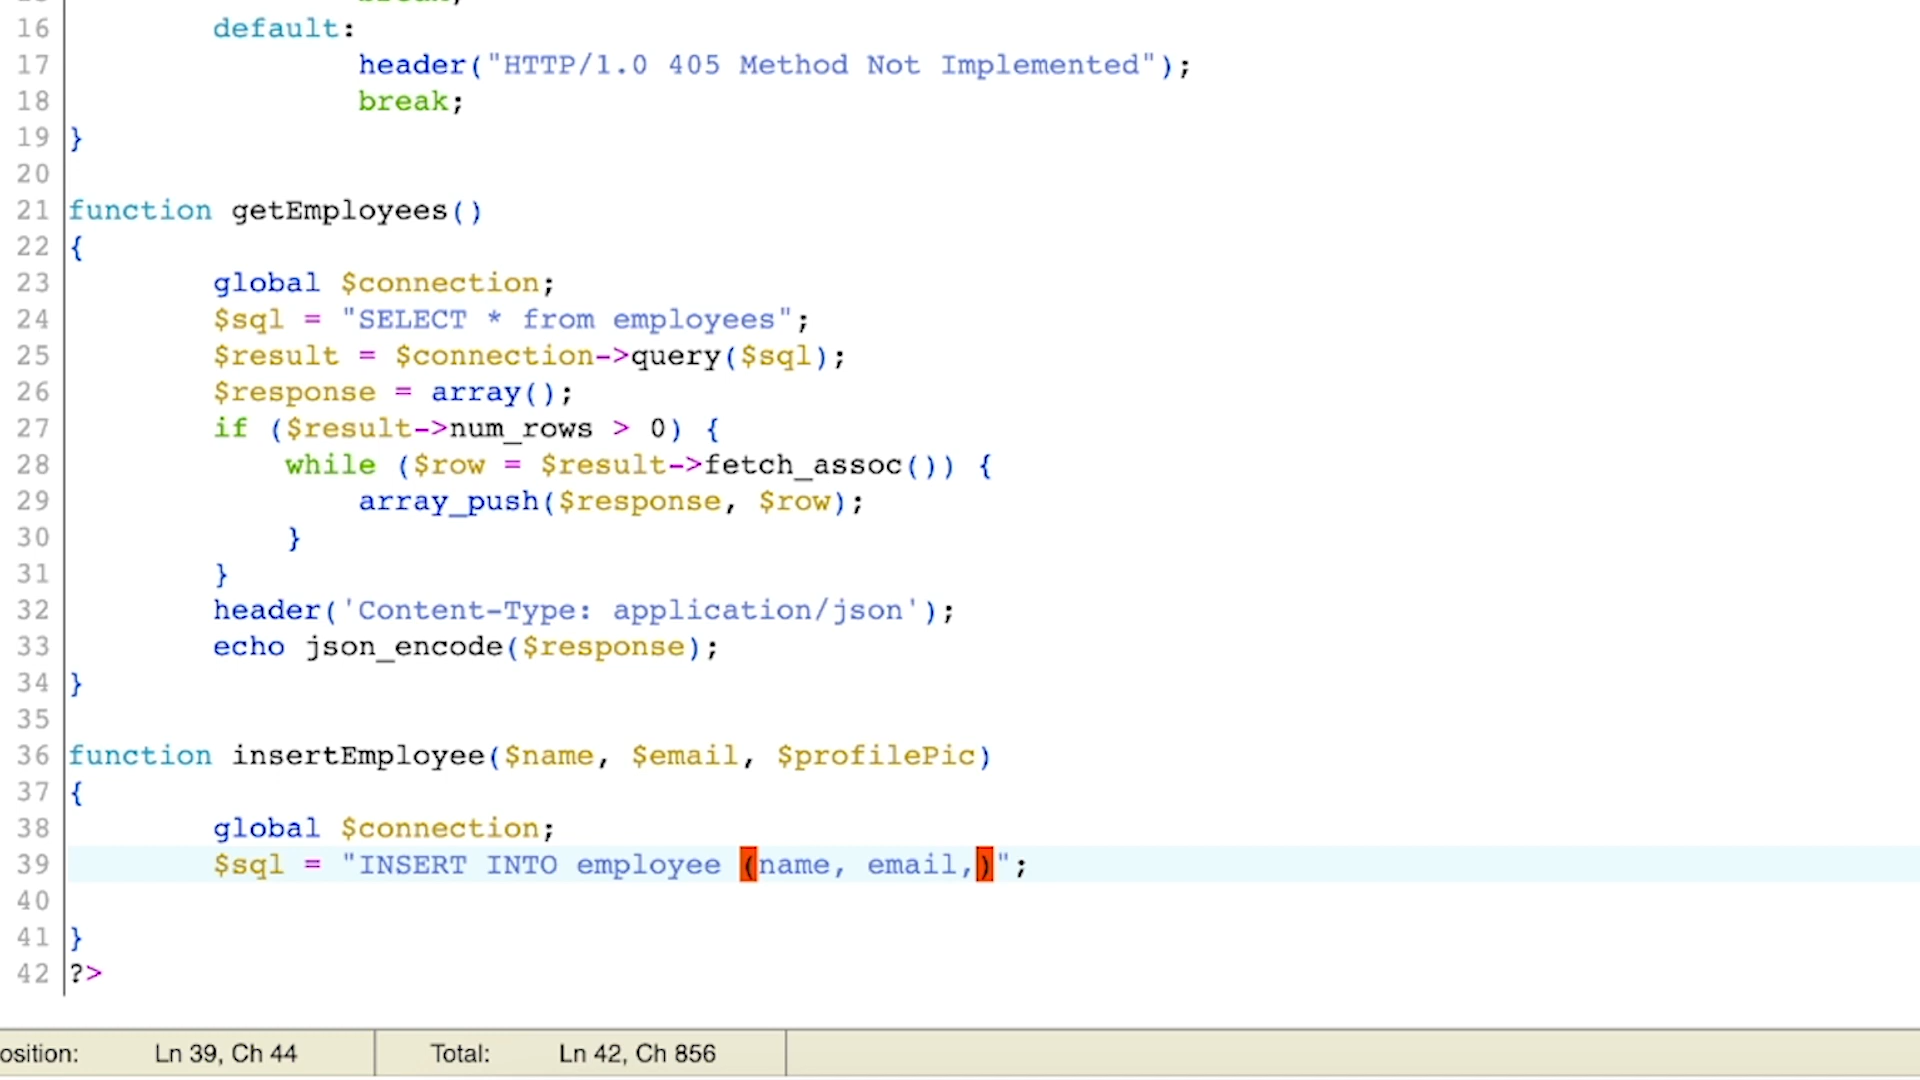 16 default:
17 header("HTTP/1.0 405 Method Not Implemented");
18 break;
19 }
20
21 function getEmployees()
22 {
23 global $connection;
24 $sql = "SELECT * from employees";
25 $result = $connection->query($sql);
26 $response = array();
27 if ($result->num_rows > 0) {
28 while ($row = $result->fetch_assoc()) {
29 array_push($response, $row);
30 }
31 }
32 header('Content-Type: application/json');
33 echo json_encode($response);
34 }
35
36 function insertEmployee($name, $email, $profilePic)
37 {
38 global $connection;
39 $sql = "INSERT INTO employee (name, email,)";
40
41 }
42 ?>
osition: Ln 39, Ch 44 Total: Ln 42, Ch 856